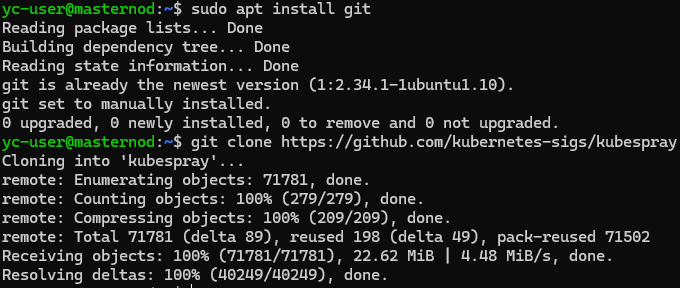 yc-user@masternod:~$ sudo apt install git
Reading package lists... Done
Building dependency tree... Done
Reading state information... Done
git is already the newest version (1:2.34.1-1ubuntu1.10).
git set to manually installed.
0 upgraded, 0 newly installed, 0 to remove and 0 not upgraded.
yc-user@masternod:~$ git clone https://github.com/kubernetes-sigs/kubespray
Cloning into 'kubespray'...
remote: Enumerating objects: 71781, done.
remote: Counting objects: 100% (279/279), done.
remote: Compressing objects: 100% (209/209), done.
remote: Total 71781 (delta 89), reused 198 (delta 49), pack-reused 71502
Receiving objects: 100% (71781/71781), 22.62 MiB | 4.48 MiB/s, done.
Resolving deltas: 100% (40249/40249), done.